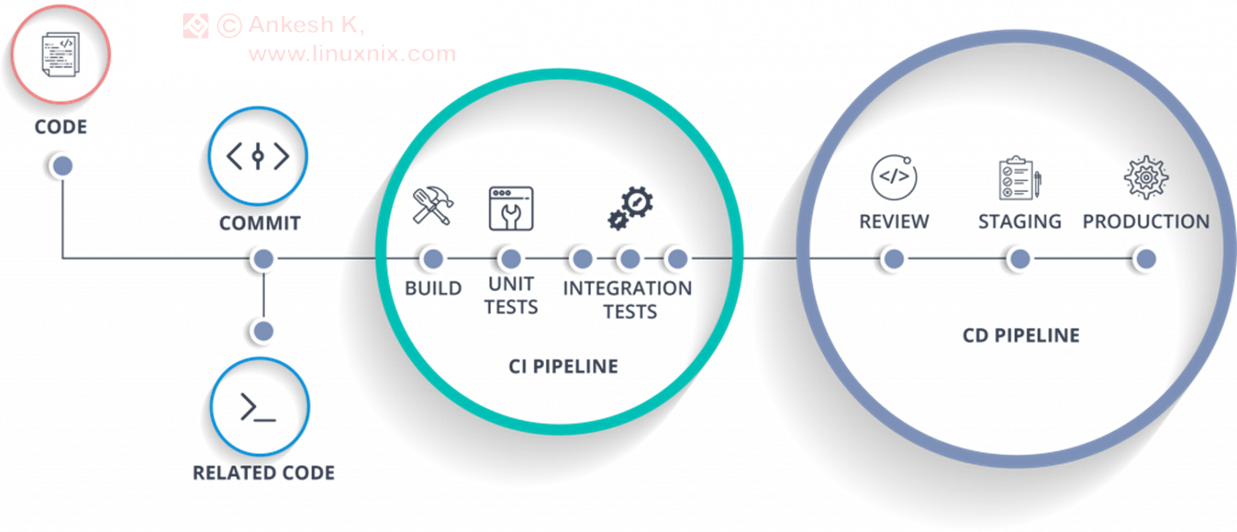 © Ankesh K,
www.linuxnix.com
</>
CODE
COMMIT
RELATED CODE
BUILD
UNIT
TESTS
INTEGRATION
TESTS
CI PIPELINE
</>
REVIEW
STAGING
PRODUCTION
CD PIPELINE